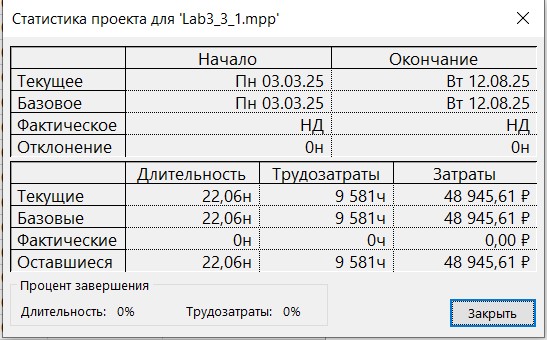 Статистика проекта для 'Lab3_3_1.mpp'
Начало Окончание
Текущее Пн 03.03.25 Вт 12.08.25
Базовое Пн 03.03.25 Вт 12.08.25
Фактическое НД НД
Отклонение 0н 0н
Длительность Трудозатраты Затраты
Текущие 22,06н 9 581ч 48 945,61 ₽
Базовые 22,06н 9 581ч 48 945,61 ₽
Фактические 0н 0ч 0,00 ₽
Оставшиеся 22,06н 9 581ч 48 945,61 ₽
Процент завершения
Длительность: 0% Трудозатраты: 0%
Закрыть